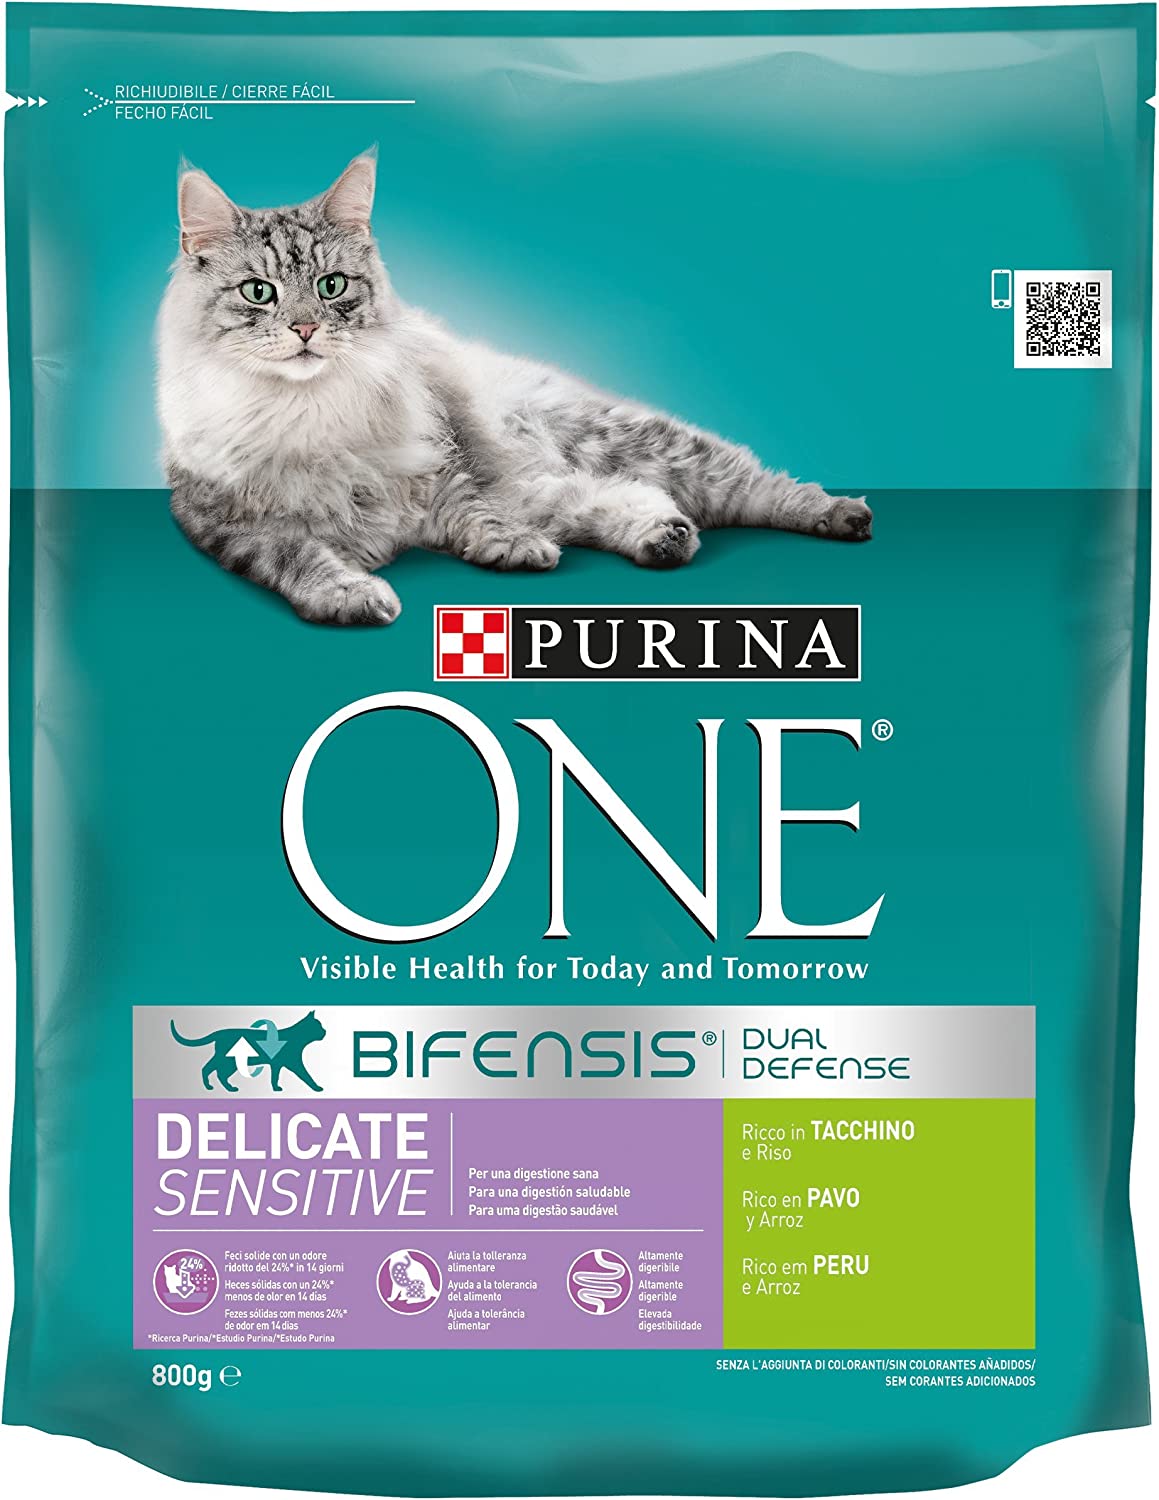 RICHIUDIBILE / CIERRE FÁCIL
FECHO FÁCIL
PURINA
ONE®
Visible Health for Today and Tomorrow
BIFENSIS® DUAL
DEFENSE
DELICATE
SENSITIVE
Per una digestione sana
Para una digestión saludable
Para uma digestão saudável
Ricco in TACCHINO
e Riso
Rico en PAVO
y Arroz
Rico em PERU
e Arroz
24%
Feci solide con un odore
ridotto del 24%* in 14 giorni
Heces sólidas con un 24%*
menos de olor en 14 días
Fezes sólidas com menos 24%*
de odor em 14 dias
*Ricerca Purina/*Estudio Purina/*Estudo Purina
Aiuta la tolleranza
alimentare
Ayuda a la tolerancia
del alimento
Ajuda a tolerância
alimentar
Altamente
digeribile
Altamente
digerible
Elevada
digestibilidade
800g ℮
SENZA L'AGGIUNTA DI COLORANTI/SIN COLORANTES AÑADIDOS/
SEM CORANTES ADICIONADOS